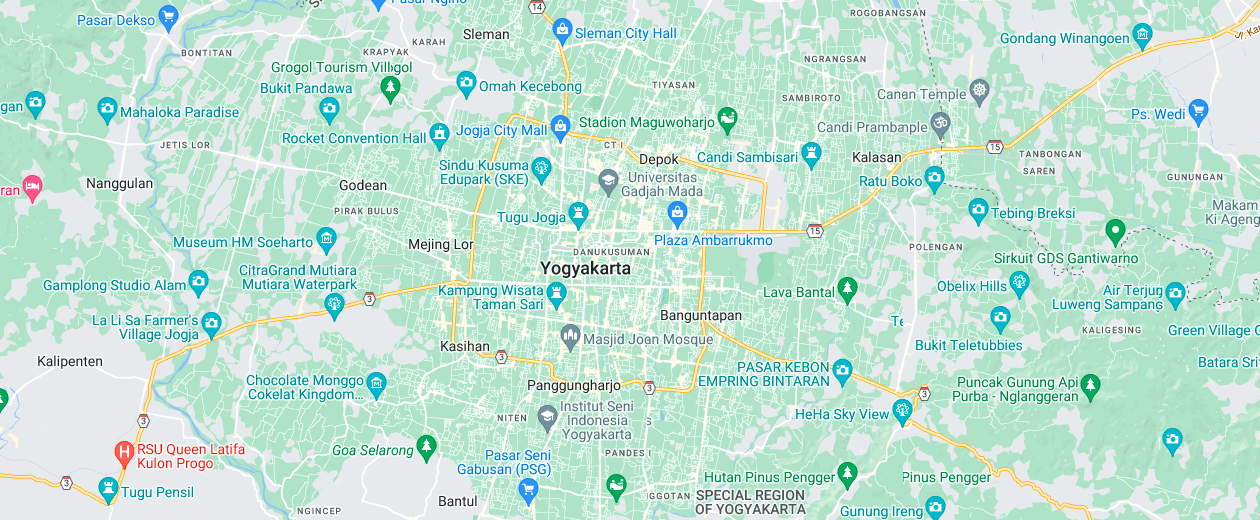 Pasar Dekso
Pasar Ngino
14
Sleman
Sleman City Hall
ROGOBANGSAN
Gondang Winangoen
BONTITAN
KARAH
KRAPYAK
NGRANGSAN
Grogol Tourism Villigol
Bukit Pandawa
Omah Kecebong
TIYASAN
SAMBIROTO
Canan Temple
gan
Mahaloka Paradise
Ps. Wedi
Rocket Convention Hall
Jogja City Mall
Stadion Maguwoharjo
Candi Prambanple
JETIS LOR
CT I
15
Sindu Kusuma
Edupark (SKE)
Depok
Candi Sambisari
Kalasan
TANBONGAN
SAREN
ran
Nanggulan
Godean
Universitas
Gadjah Mada
Ratu Boko
GUNUNGAN
PIRAK BULUS
Tugu Jogja
Tebing Breksi
Makam
Ki Ageng
Museum HM Soeharto
Mejing Lor
Plaza Ambarrukmo
15
DANUKUSUMAN
POLENGAN
Sirkuit GDS Gantiwarno
Yogyakarta
CitraGrand Mutiara
Mutiara Waterpark
Gamplong Studio Alam
3
Kampung Wisata
Taman Sari
Lava Bantal
Obelix Hills
Air Terjun
Luweng Sampang
La Li Sa Farmer's
Village Jogja
Banguntapan
Te
KALIGESING
Green Village G
Kasihan
3
Masjid Joan Mosque
Bukit Teletubbies
Kalipenten
PASAR KEBON
EMPRING BINTARAN
Batara Sri
Chocolate Monggo
Cokelat Kingdom...
Panggungharjo
3
3
Puncak Gunung Api
Purba - Nglanggeran
3
NITEN
Institut Seni
Indonesia
Yogyakarta
S
HeHa Sky View
RSU Queen Latifa
Kulon Progo
Goa Selarong
PANDES I
Pasar Seni
Gabusan (PSG)
3
Tugu Pensil
Hutan Pinus Pengger
Pinus Pengger
Bantul
GGOTAN
SPECIAL REGION
OF YOGYAKARTA
Gunung Ireng
NGINCEP